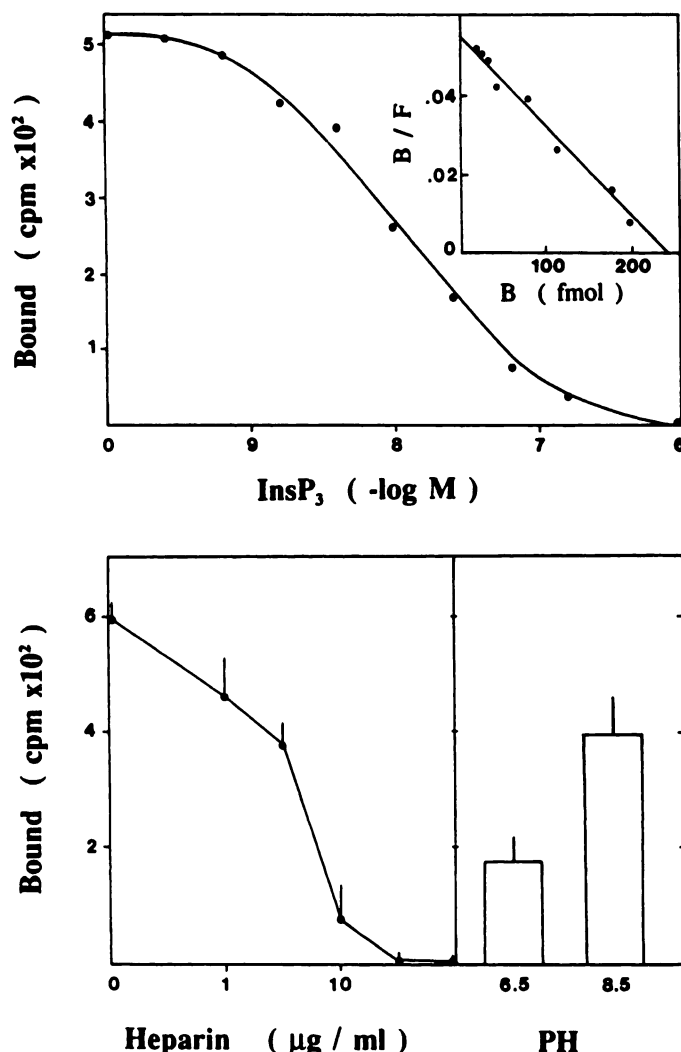 Bound ( cpm x10²)
5
4
3
2
1
0 9 8 7 6
InsP₃ ( -log M )
B / F
.04
.02
0
100 200
B ( fmol )
Bound ( cpm x10²)
6
4
2
0 1 10
Heparin ( µg / ml )
6.5 8.5
PH